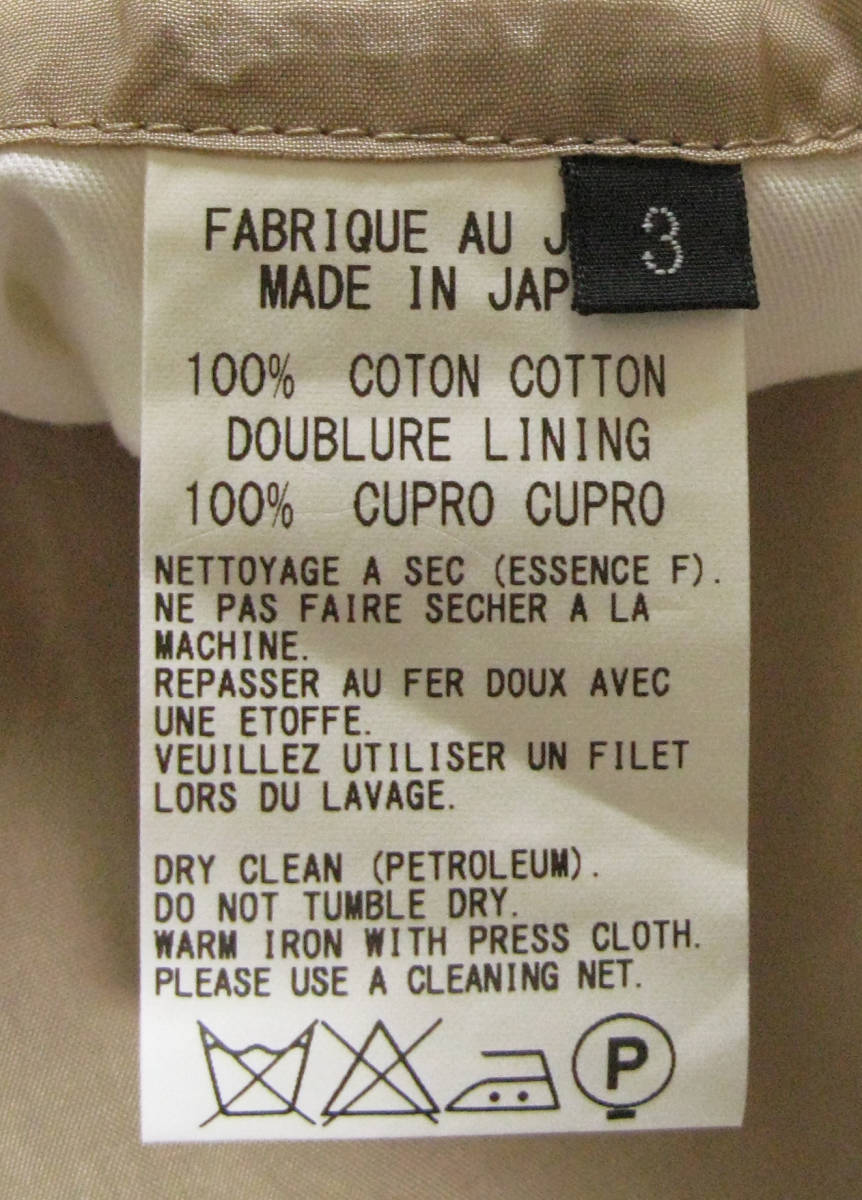 FABRIQUE AU J
3
MADE IN JAP
100% COTON COTTON
DOUBLURE LINING
100% CUPRO CUPRO
NETTOYAGE A SEC (ESSENCE F).
NE PAS FAIRE SECHER A LA
MACHINE.
REPASSER AU FER DOUX AVEC
UNE ETOFFE.
VEUILLEZ UTILISER UN FILET
LORS DU LAVAGE.
DRY CLEAN (PETROLEUM).
DO NOT TUMBLE DRY.
WARM IRON WITH PRESS CLOTH.
PLEASE USE A CLEANING NET.
P